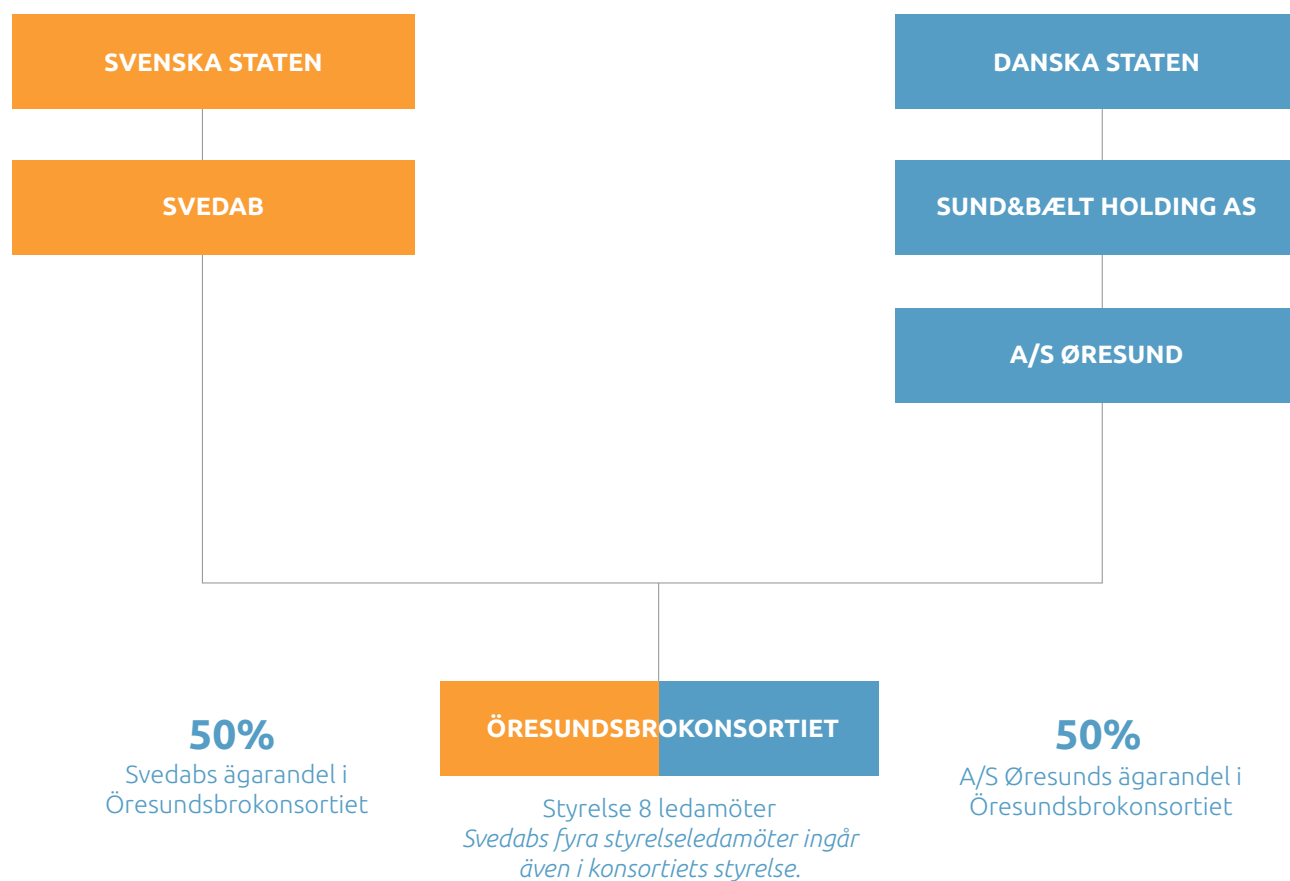 SVENSKA STATEN
DANSKA STATEN
SVEDAB
SUND&BÆLT HOLDING AS
A/S ØRESUND
ÖRESUNDSBROKONSORTIET
50%
Svedabs ägarandel i
Öresundsbrokonsortiet
Styrelse 8 ledamöter
Svedabs fyra styrelseledamöter ingår
även i konsortiets styrelse.
50%
A/S Øresunds ägarandel i
Öresundsbrokonsortiet